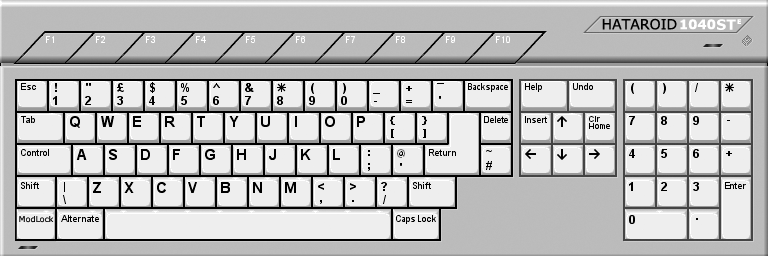 HATAROID 1040STE
F1 F2 F3 F4 F5 F6 F7 F8 F9 F10
Esc ! 1 " 2 £ 3 $ 4 % 5 ^ 6 & 7 * 8 ( 9 ) 0 _ - + = ¯ ' Backspace Help Undo ( ) / *
Tab Q W E R T Y U I O P { [ } ] Delete Insert ↑ Clr Home 7 8 9 -
Control A S D F G H J K L : ; @ ' Return ~ # ← ↓ → 4 5 6 +
Shift | \ Z X C V B N M < , > . ? / Shift 1 2 3 Enter
ModLock Alternate Caps Lock 0 .